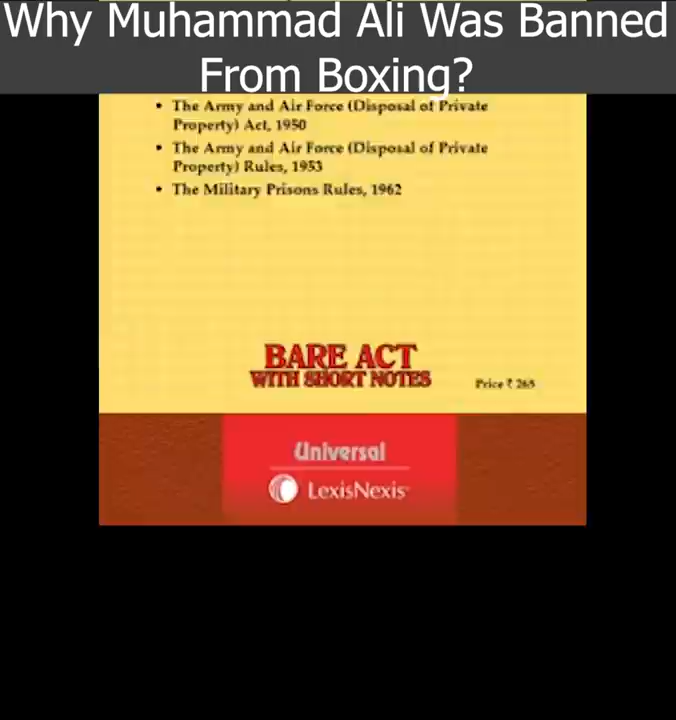 Why Muhammad Ali Was Banned
From Boxing?
• The Army and Air Force (Disposal of Private
Property) Act, 1950
• The Army and Air Force (Disposal of Private
Property) Rules, 1953
• The Military Prisons Rules, 1962
BARE ACT
WITH SHORT NOTES
Price ₹ 265
Universal
LexisNexis